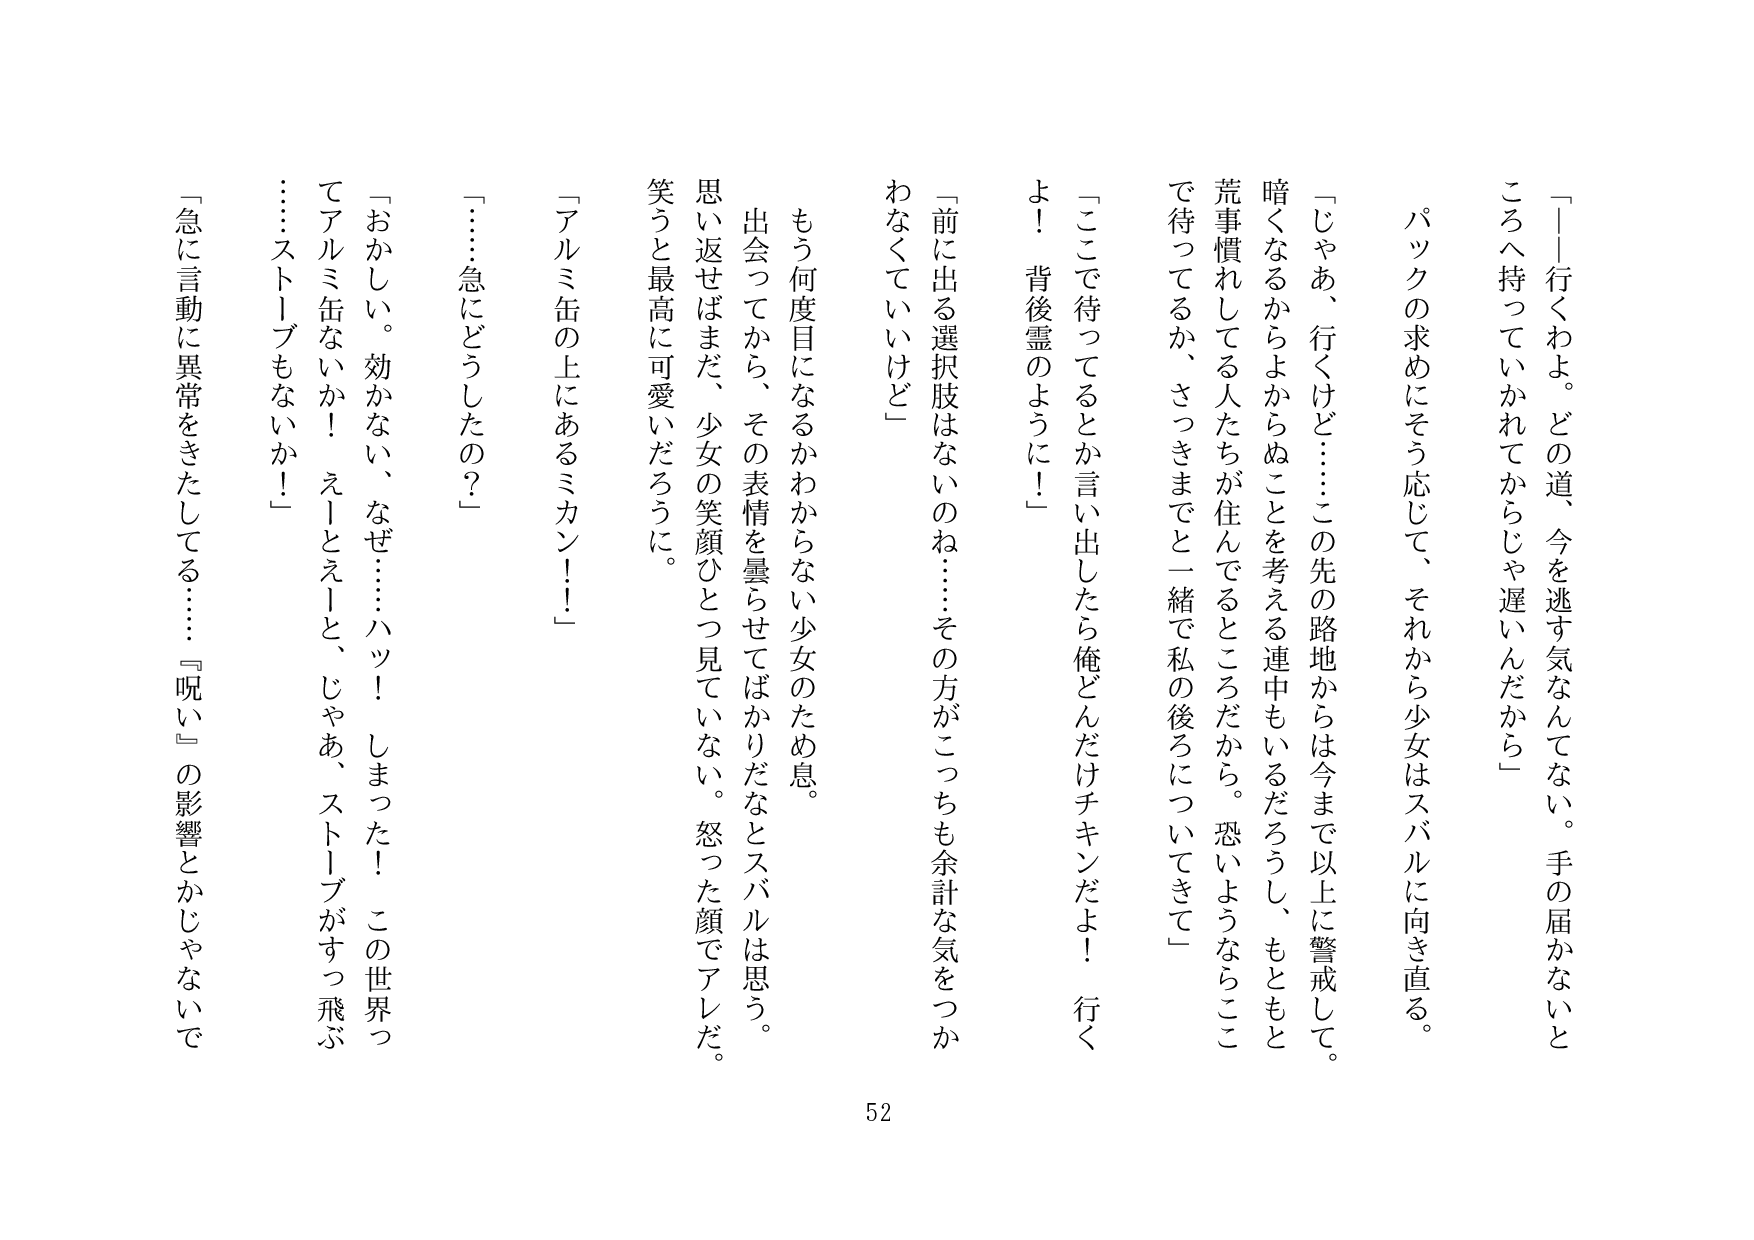 「――行くわよ。どの道、今を逃す気なんてない。手の届かないと
ころへ持っていかれてからじゃ遅いんだから」
パックの求めにそう応じて、それから少女はスバルに向き直る。
「じゃあ、行くけど……この先の路地からは今まで以上に警戒して。
暗くなるからよからぬことを考える連中もいるだろうし、もともと
荒事慣れしてる人たちが住んでるところだから。恐いようならここ
で待ってるか、さっきまでと一緒で私の後ろについてきて」
「ここで待ってるとか言い出したら俺どんだけチキンだよ！　行く
よ！　背後霊のように！」
「前に出る選択肢はないのね……その方がこっちも余計な気をつか
わなくていいけど」
もう何度目になるかわからない少女のため息。
出会ってから、その表情を曇らせてばかりだなとスバルは思う。
思い返せばまだ、少女の笑顔ひとつ見ていない。怒った顔でアレだ。
笑うと最高に可愛いだろうに。
「アルミ缶の上にあるミカン！！」
「……急にどうしたの？」
「おかしい。効かない、なぜ……ハッ！　しまった！　この世界っ
てアルミ缶ないか！　えーとえーと、じゃあ、ストーブがすっ飛ぶ
……ストーブもないか！」
「急に言動に異常をきたしてる……『呪い』の影響とかじゃないで
52